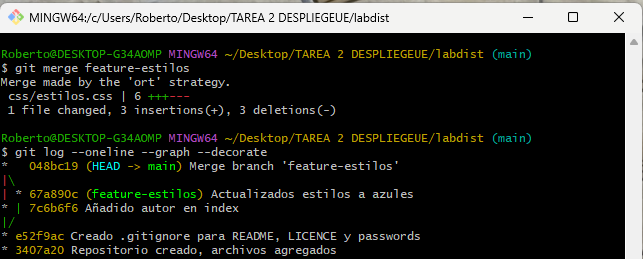 MINGW64:/c/Users/Roberto/Desktop/TAREA 2 DESPLIEGEUE/labdist
Roberto@DESKTOP-G34AOMP MINGW64 ~/Desktop/TAREA 2 DESPLIEGEUE/labdist (main)
$ git merge feature-estilos
Merge made by the 'ort' strategy.
 css/estilos.css | 6 +++---
 1 file changed, 3 insertions(+), 3 deletions(-)
Roberto@DESKTOP-G34AOMP MINGW64 ~/Desktop/TAREA 2 DESPLIEGEUE/labdist (main)
$ git log --oneline --graph --decorate
*   048bc19 (HEAD -> main) Merge branch 'feature-estilos'
|\
| * 67a890c (feature-estilos) Actualizados estilos a azules
* | 7c6b6f6 Añadido autor en index
|/
* e52f9ac Creado .gitignore para README, LICENCE y passwords
* 3407a20 Repositorio creado, archivos agregados